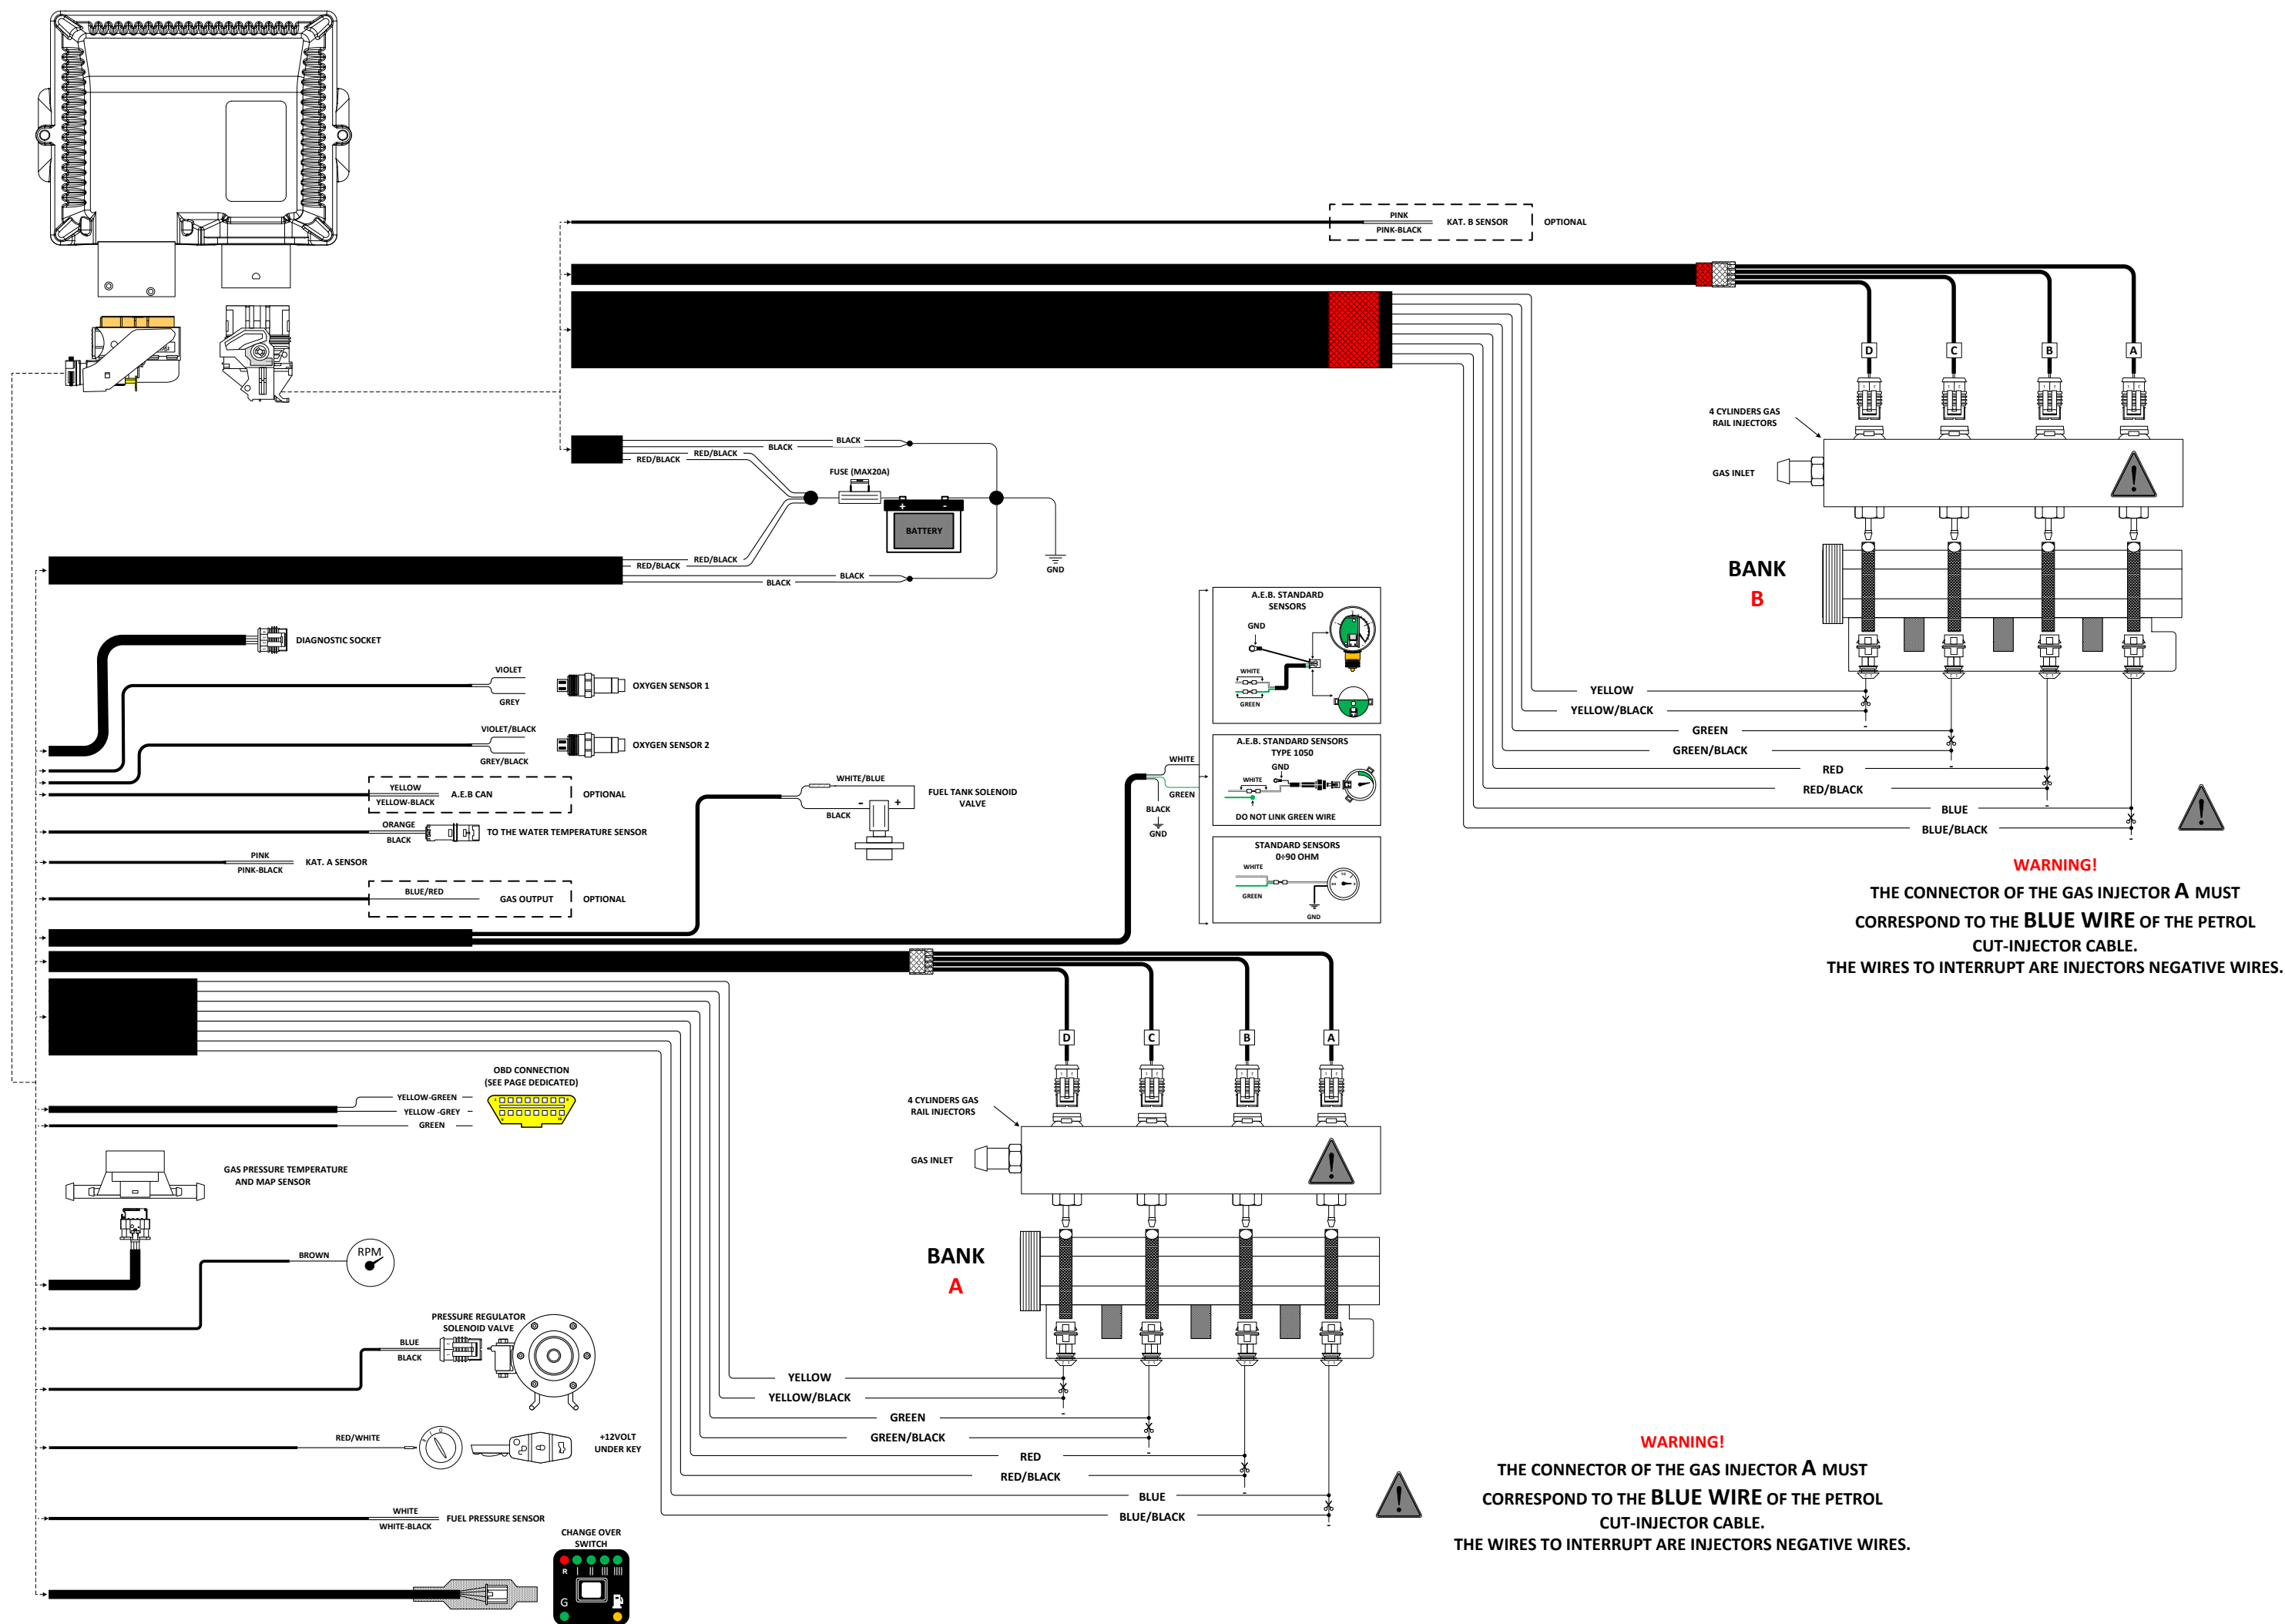 PINK
KAT. B SENSOR
OPTIONAL
PINK-BLACK
D
C
B
A
4 CYLINDERS GAS
RAIL INJECTORS
GAS INLET
BANK
B
BLACK
BLACK
RED/BLACK
RED/BLACK
FUSE (MAX20A)
+
-
BATTERY
GND
RED/BLACK
RED/BLACK
BLACK
BLACK
DIAGNOSTIC SOCKET
VIOLET
GREY
OXYGEN SENSOR 1
VIOLET/BLACK
GREY/BLACK
OXYGEN SENSOR 2
YELLOW
A.E.B CAN
OPTIONAL
YELLOW-BLACK
ORANGE
BLACK
TO THE WATER TEMPERATURE SENSOR
PINK
KAT. A SENSOR
PINK-BLACK
BLUE/RED
GAS OUTPUT
OPTIONAL
WHITE/BLUE
-
+
BLACK
FUEL TANK SOLENOID
VALVE
WHITE
GREEN
BLACK
GND
A.E.B. STANDARD
SENSORS
GND
WHITE
GREEN
A.E.B. STANDARD SENSORS
TYPE 1050
GND
WHITE
DO NOT LINK GREEN WIRE
STANDARD SENSORS
0÷90 OHM
WHITE
GREEN
GND
YELLOW
YELLOW/BLACK
GREEN
GREEN/BLACK
RED
RED/BLACK
BLUE
BLUE/BLACK
WARNING!
THE CONNECTOR OF THE GAS INJECTOR A MUST
CORRESPOND TO THE BLUE WIRE OF THE PETROL
CUT-INJECTOR CABLE.
THE WIRES TO INTERRUPT ARE INJECTORS NEGATIVE WIRES.
D
C
B
A
4 CYLINDERS GAS
RAIL INJECTORS
GAS INLET
BANK
A
OBD CONNECTION
(SEE PAGE DEDICATED)
YELLOW-GREEN
YELLOW -GREY
GREEN
GAS PRESSURE TEMPERATURE
AND MAP SENSOR
BROWN
RPM
PRESSURE REGULATOR
SOLENOID VALVE
BLUE
BLACK
RED/WHITE
+12VOLT
UNDER KEY
WHITE
FUEL PRESSURE SENSOR
WHITE-BLACK
CHANGE OVER
SWITCH
R I II III IIII
G
YELLOW
YELLOW/BLACK
GREEN
GREEN/BLACK
RED
RED/BLACK
BLUE
BLUE/BLACK
WARNING!
THE CONNECTOR OF THE GAS INJECTOR A MUST
CORRESPOND TO THE BLUE WIRE OF THE PETROL
CUT-INJECTOR CABLE.
THE WIRES TO INTERRUPT ARE INJECTORS NEGATIVE WIRES.